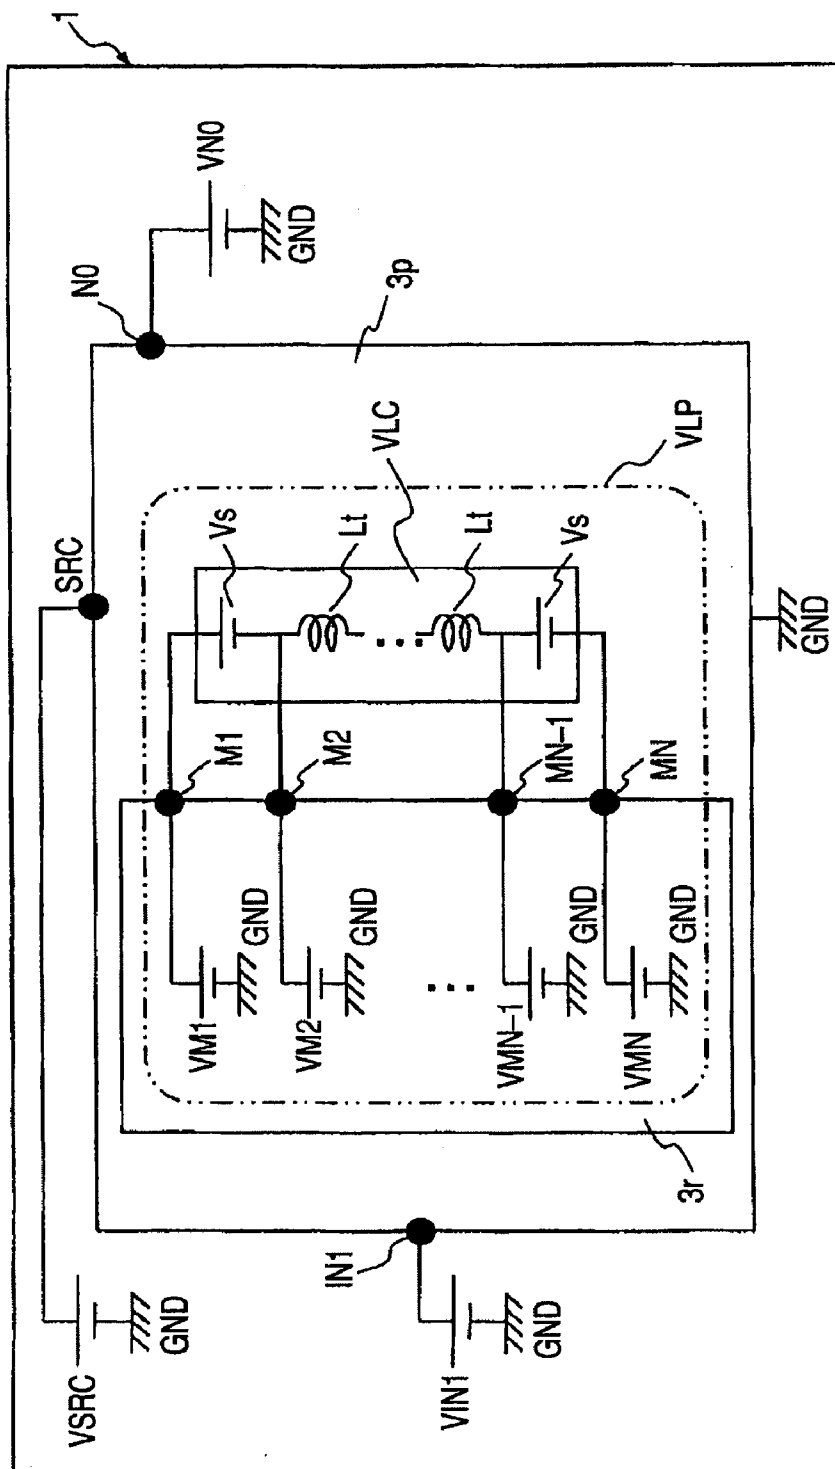 1
SRC
N0
VSRC
GND
VN0
GND
M1
Vs
VM1
GND
M2
Lt
VLC
3p
VM2
GND
IN1
...
...
VIN1
GND
Lt
MN-1
VMN-1
GND
Vs
MN
VMN
GND
VLP
3r
GND